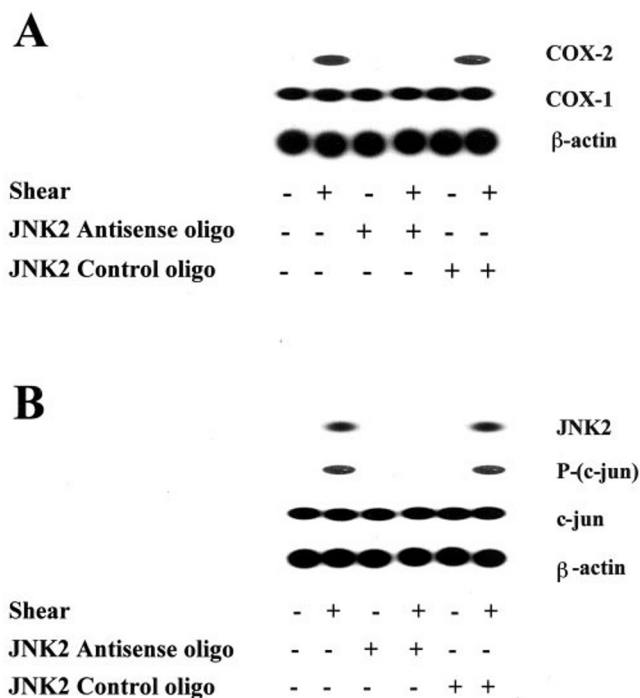 A
COX-2
COX-1
β-actin
Shear - + - + - +
JNK2 Antisense oligo - - + + - -
JNK2 Control oligo - - - - + +
B
JNK2
P-(c-jun)
c-jun
β-actin
Shear - + - + - +
JNK2 Antisense oligo - - + + - -
JNK2 Control oligo - - - - + +